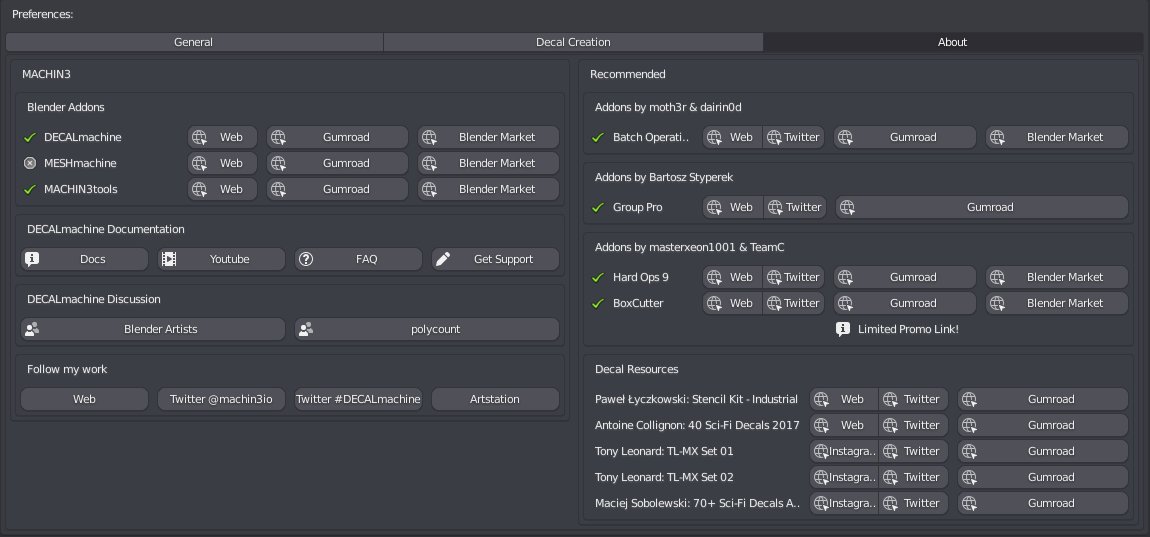 Preferences:
General Decal Creation About
MACHIN3
Blender Addons
DECALmachine Web Gumroad Blender Market
MESHmachine Web Gumroad Blender Market
MACHIN3tools Web Gumroad Blender Market
DECALmachine Documentation
Docs Youtube FAQ Get Support
DECALmachine Discussion
Blender Artists polycount
Follow my work
Web Twitter @machin3io Twitter #DECALmachine Artstation
Recommended
Addons by moth3r & dairin0d
Batch Operati.. Web Twitter Gumroad Blender Market
Addons by Bartosz Styperek
Group Pro Web Twitter Gumroad
Addons by masterxeon1001 & TeamC
Hard Ops 9 Web Twitter Gumroad Blender Market
BoxCutter Web Twitter Gumroad Blender Market
Limited Promo Link!
Decal Resources
Paweł Łyczkowski: Stencil Kit - Industrial Web Twitter Gumroad
Antoine Collignon: 40 Sci-Fi Decals 2017 Web Twitter Gumroad
Tony Leonard: TL-MX Set 01 Instagra.. Twitter Gumroad
Tony Leonard: TL-MX Set 02 Instagra.. Twitter Gumroad
Maciej Sobolewski: 70+ Sci-Fi Decals A.. Instagra.. Twitter Gumroad